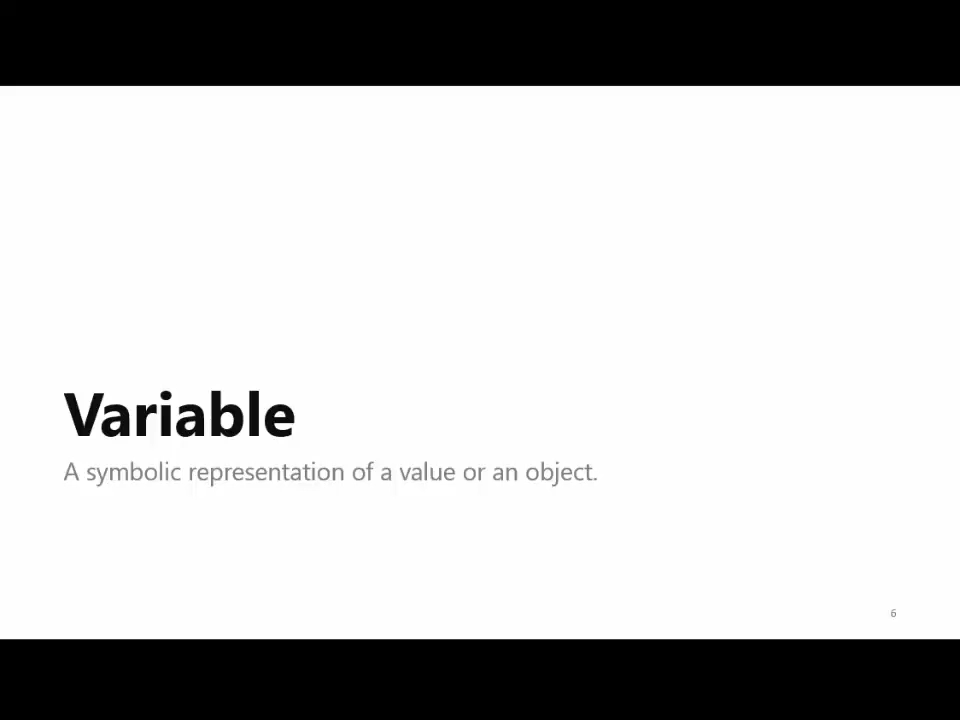 Variable
A symbolic representation of a value or an object.
6